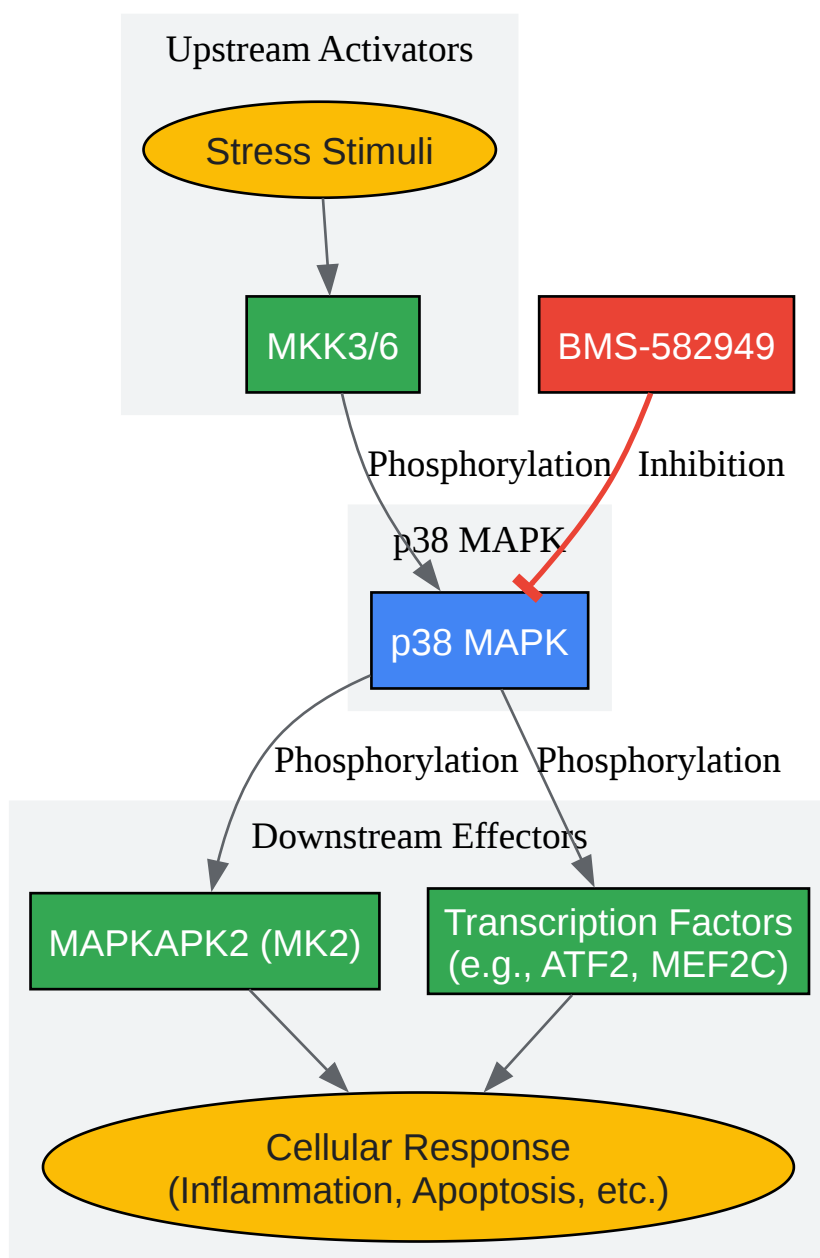 Upstream Activators
Stress Stimuli
MKK3/6
BMS-582949
Phosphorylation
Inhibition
p38 MAPK
p38 MAPK
Phosphorylation
Phosphorylation
Downstream Effectors
MAPKAPK2 (MK2)
Transcription Factors
(e.g., ATF2, MEF2C)
Cellular Response
(Inflammation, Apoptosis, etc.)